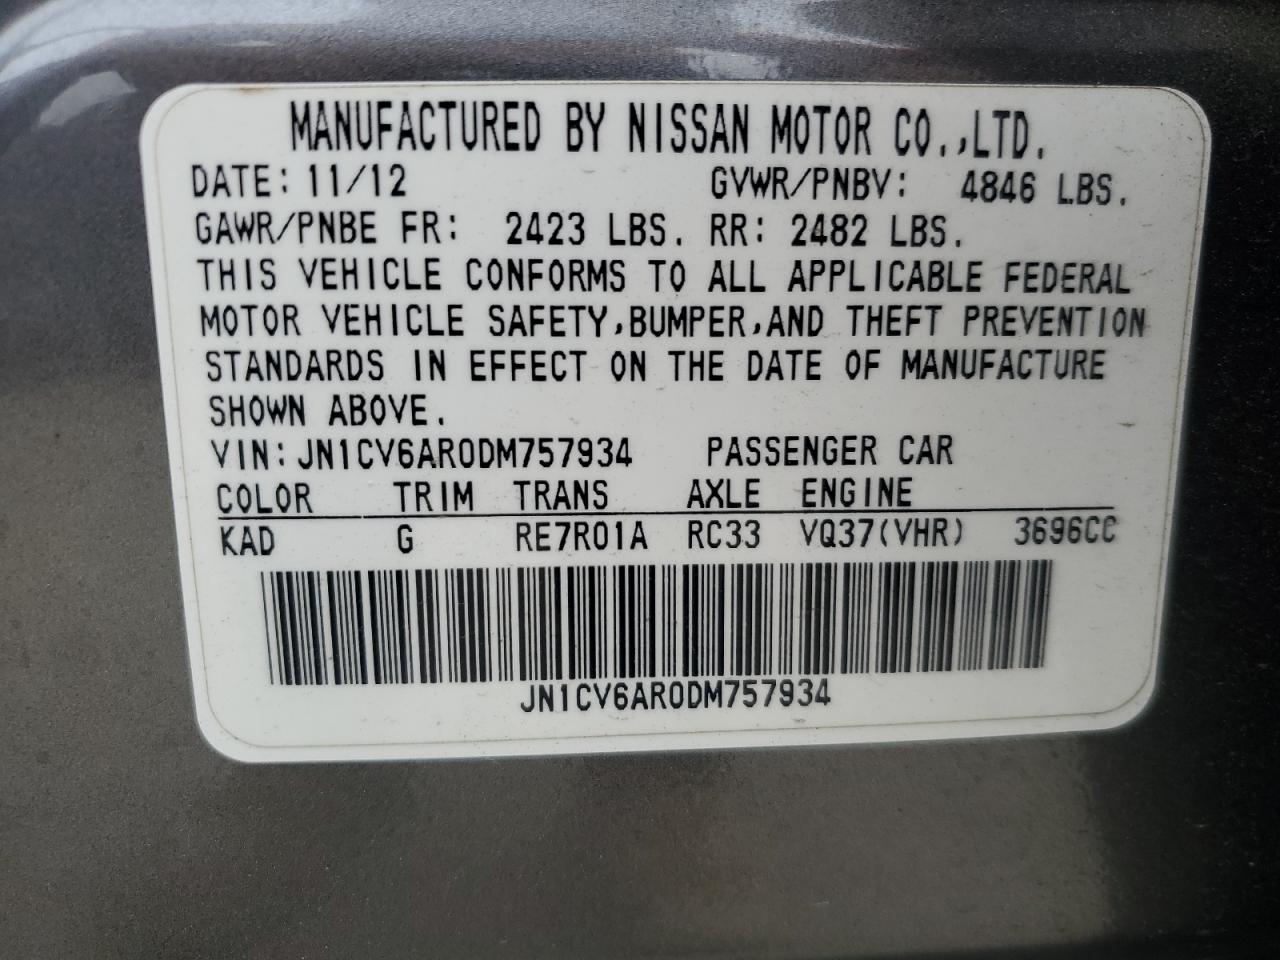 MANUFACTURED BY NISSAN MOTOR CO.,LTD.
DATE: 11/12 GVWR/PNBV: 4846 LBS.
GAWR/PNBE FR: 2423 LBS. RR: 2482 LBS.
THIS VEHICLE CONFORMS TO ALL APPLICABLE FEDERAL
MOTOR VEHICLE SAFETY,BUMPER,AND THEFT PREVENTION
STANDARDS IN EFFECT ON THE DATE OF MANUFACTURE
SHOWN ABOVE.
VIN: JN1CV6AR0DM757934 PASSENGER CAR
COLOR TRIM TRANS AXLE ENGINE
KAD G RE7R01A RC33 VQ37(VHR) 3696CC
JN1CV6AR0DM757934